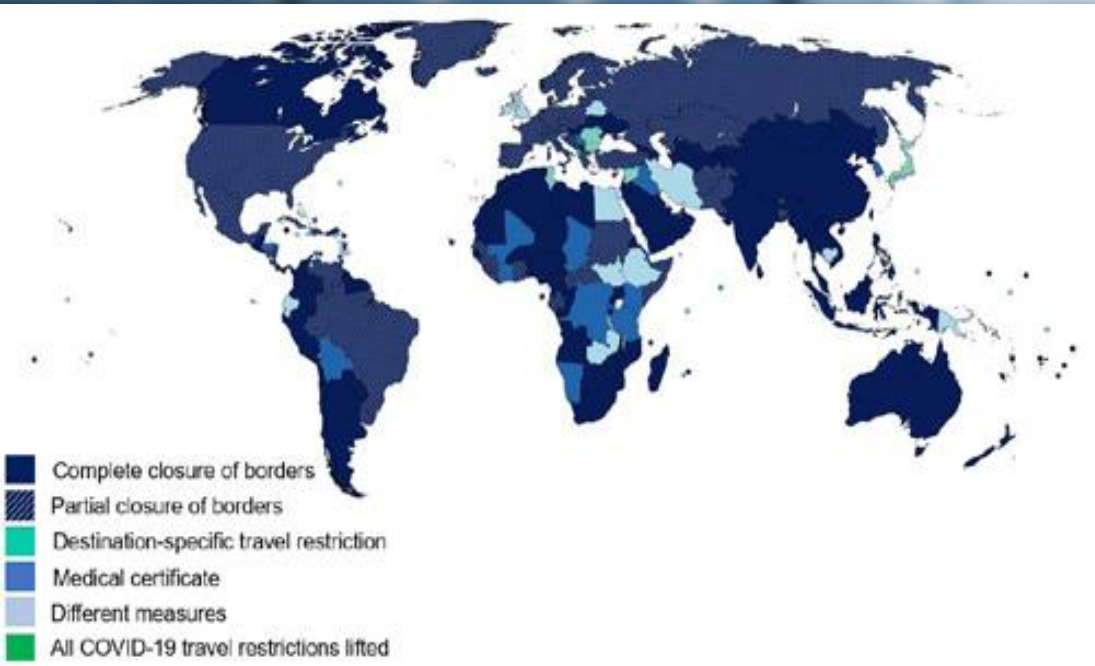 Complete closure of borders
Partial closure of borders
Destination-specific travel restriction
Medical certificate
Different measures
All COVID-19 travel restrictions lifted